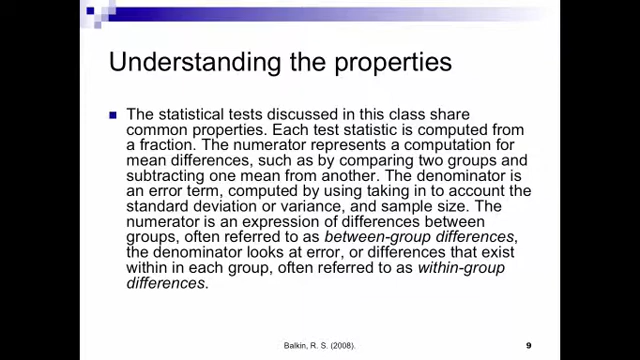 Understanding the properties
The statistical tests discussed in this class share
common properties. Each test statistic is computed from
a fraction. The numerator represents a computation for
mean differences, such as by comparing two groups and
subtracting one mean from another. The denominator is
an error term, computed by using taking in to account the
standard deviation or variance, and sample size. The
numerator is an expression of differences between
groups, often referred to as between-group differences,
the denominator looks at error, or differences that exist
within in each group, often referred to as within-group
differences.
Balkin, R. S. (2008).
9